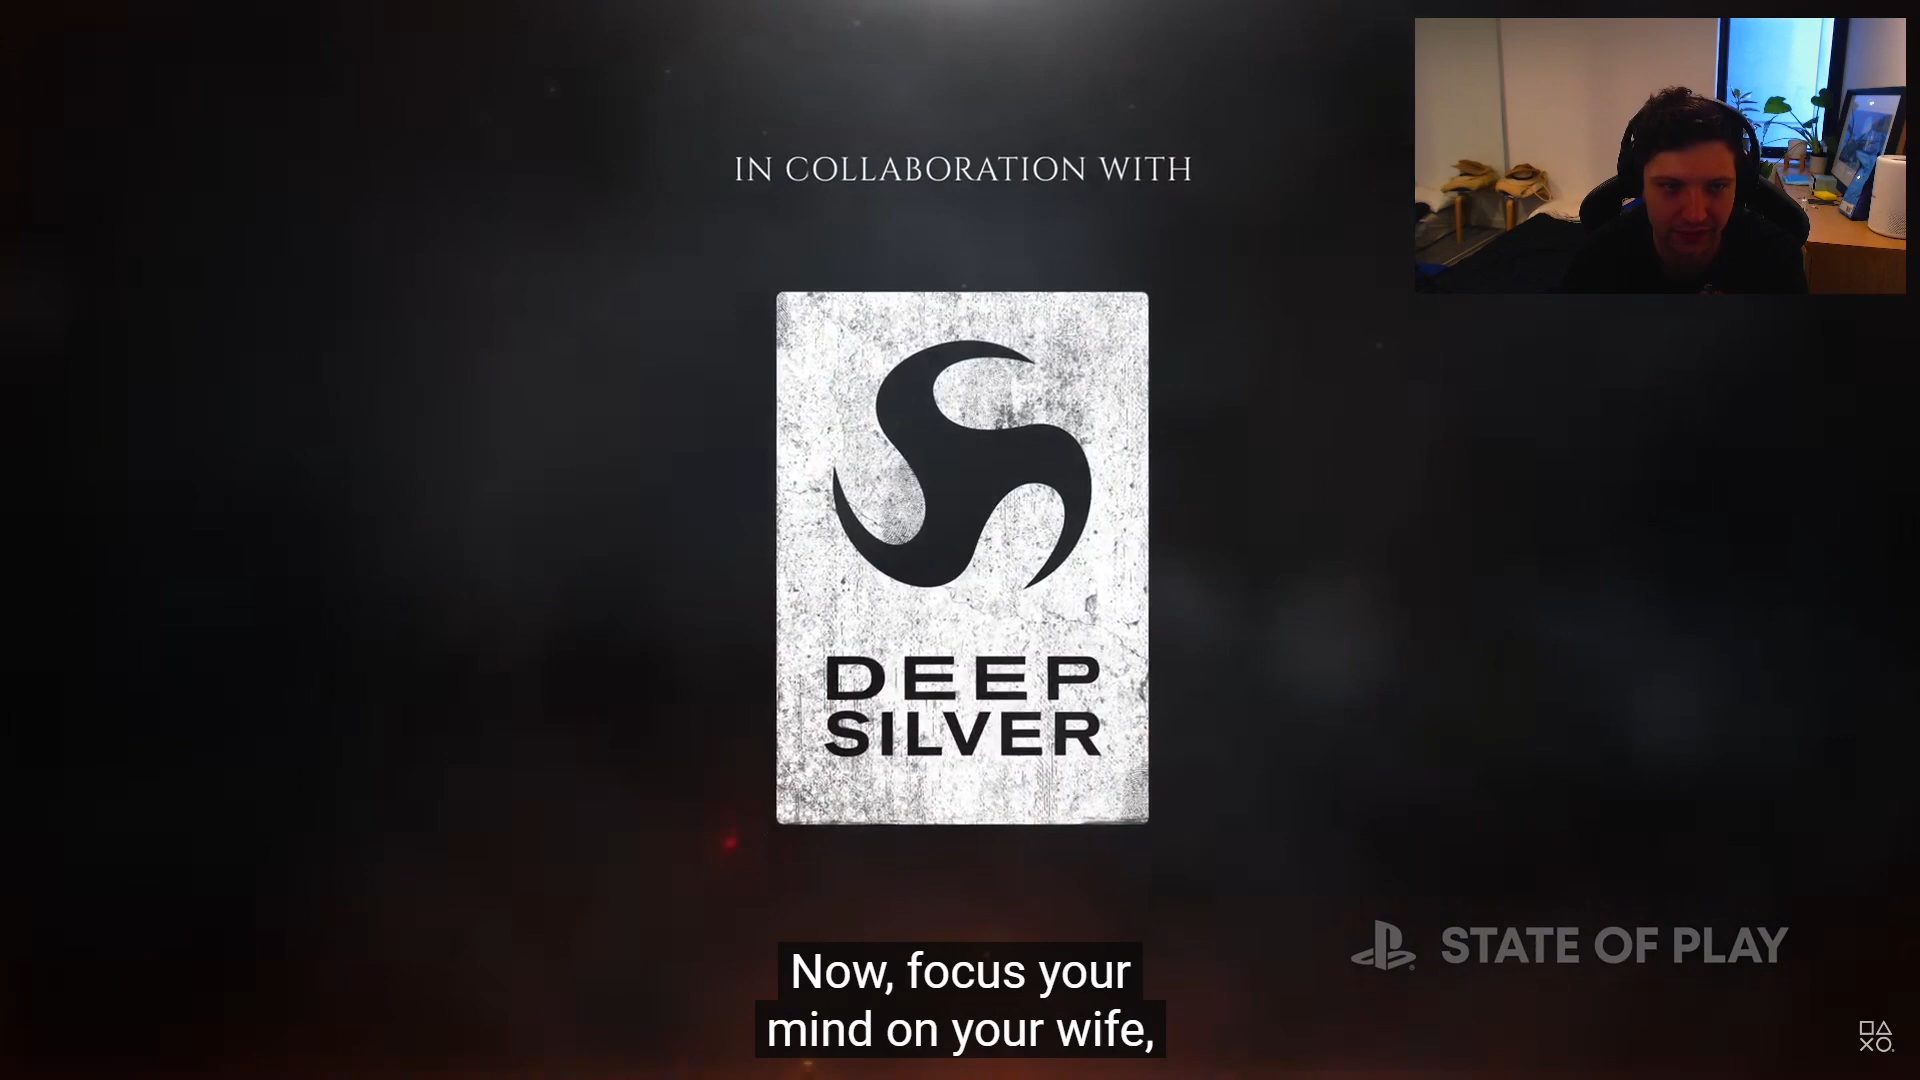 IN COLLABORATION WITH
DEEP
SILVER
STATE OF PLAY
Now, focus your
mind on your wife,